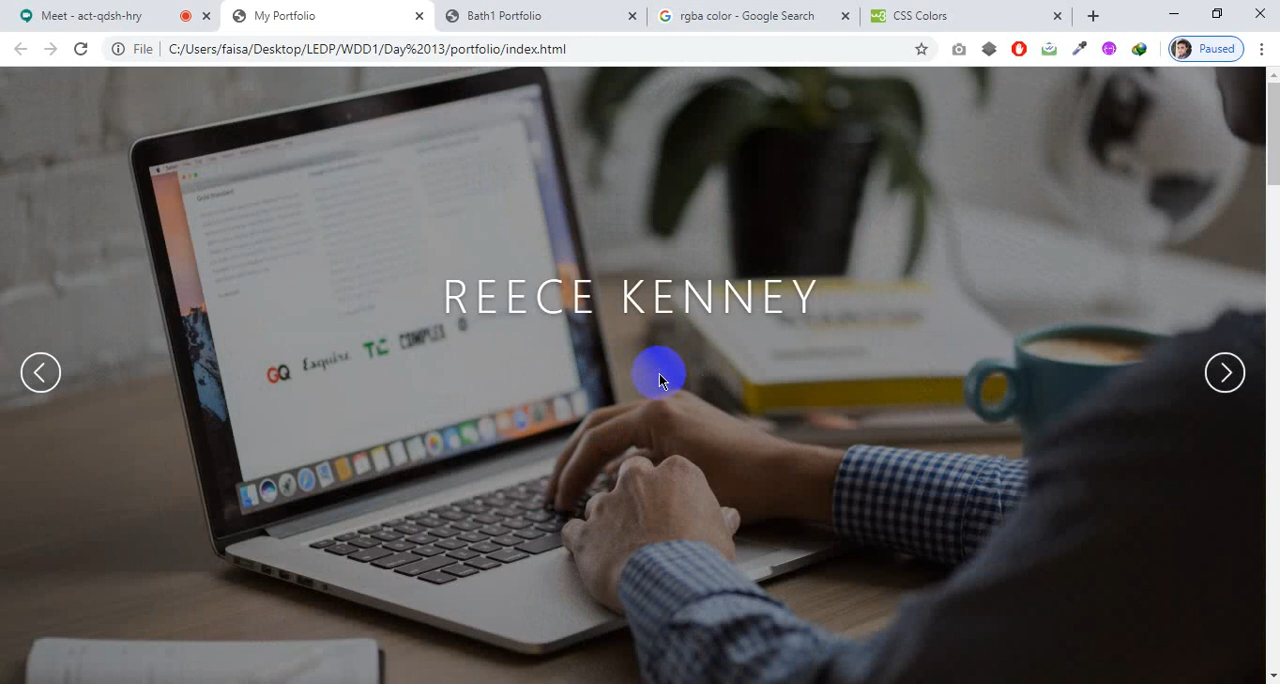 Meet - act-qdsh-hry
My Portfolio
Bath1 Portfolio
rgba color - Google Search
CSS Colors
File
C:/Users/faisa/Desktop/LEDP/WDD1/Day%2013/portfolio/index.html
Paused
REECE KENNEY
GQ Esquire TC COMPLEX